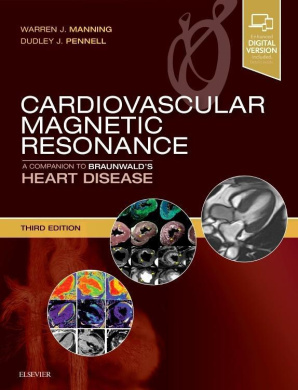 WARREN J. MANNING
DUDLEY J. PENNELL
Enhanced
DIGITAL
VERSION
Included
CARDIOVASCULAR
MAGNETIC
RESONANCE
A COMPANION TO BRAUNWALD'S
HEART DISEASE
THIRD EDITION
ELSEVIER